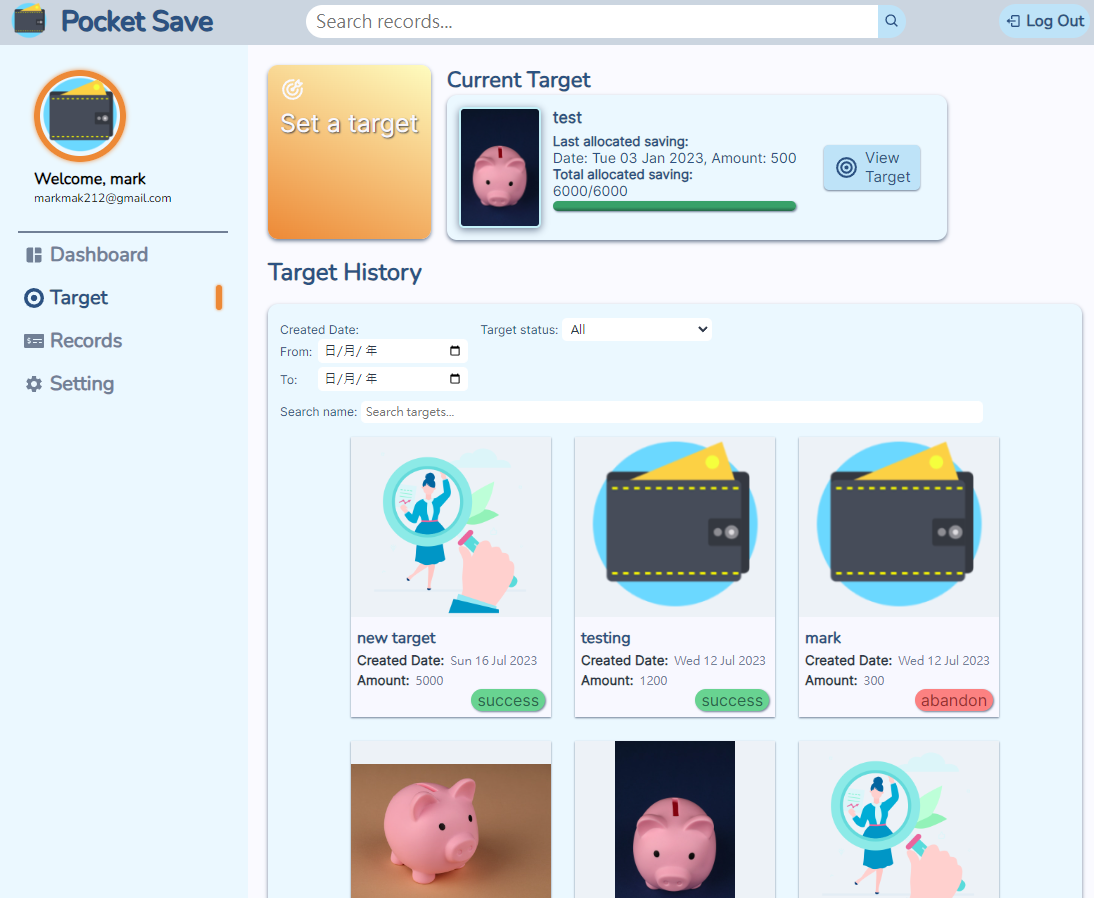 Pocket Save
Search records...
Log Out
Welcome, mark
markmak212@gmail.com
Dashboard
Target
Records
Setting
Set a target
Current Target
test
Last allocated saving:
Date: Tue 03 Jan 2023, Amount: 500
Total allocated saving:
6000/6000
View
Target
Target History
Created Date:
From: 日/月/年
To: 日/月/年
Target status: All
Search name: Search targets...
new target
Created Date: Sun 16 Jul 2023
Amount: 5000
success
testing
Created Date: Wed 12 Jul 2023
Amount: 1200
success
mark
Created Date: Wed 12 Jul 2023
Amount: 300
abandon